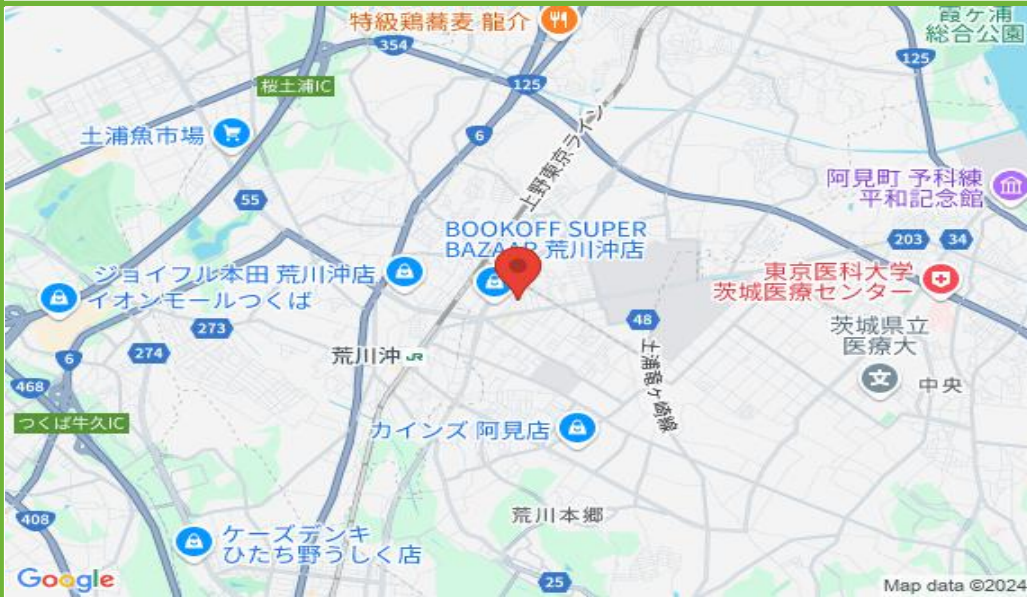 特級鶏蕎麦 龍介
霞ヶ浦
総合公園
354
125
125
桜土浦IC
土浦魚市場
6
上野東京ライン
阿見町 予科練
平和記念館
55
BOOKOFF SUPER
BAZAAR 荒川沖店
203
34
ジョイフル本田 荒川沖店
イオンモールつくば
東京医科大学
茨城医療センター
273
48
茨城県立
医療大
6
274
荒川沖 JR
土浦竜ヶ崎線
468
中央
つくば牛久IC
カインズ 阿見店
408
荒川本郷
ケーズデンキ
ひたち野うしく店
Google
25
Map data ©2024